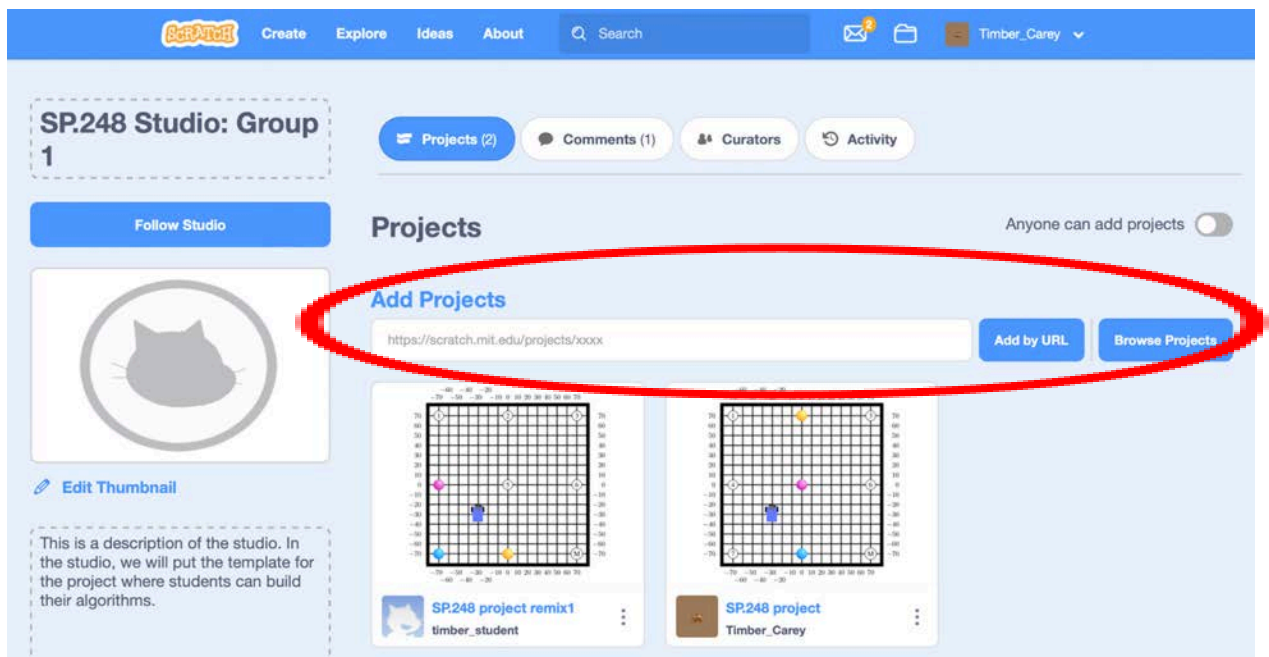 SCRATCH Create Explore Ideas About Search 2 Timber_Carey
SP.248 Studio: Group
1
Projects (2) Comments (1) Curators Activity
Follow Studio
Projects
Anyone can add projects
Add Projects
https://scratch.mit.edu/projects/xxxx
Add by URL Browse Projects
Edit Thumbnail
This is a description of the studio. In
the studio, we will put the template for
the project where students can build
their algorithms.
SP.248 project remix1
timber_student
SP.248 project
Timber_Carey